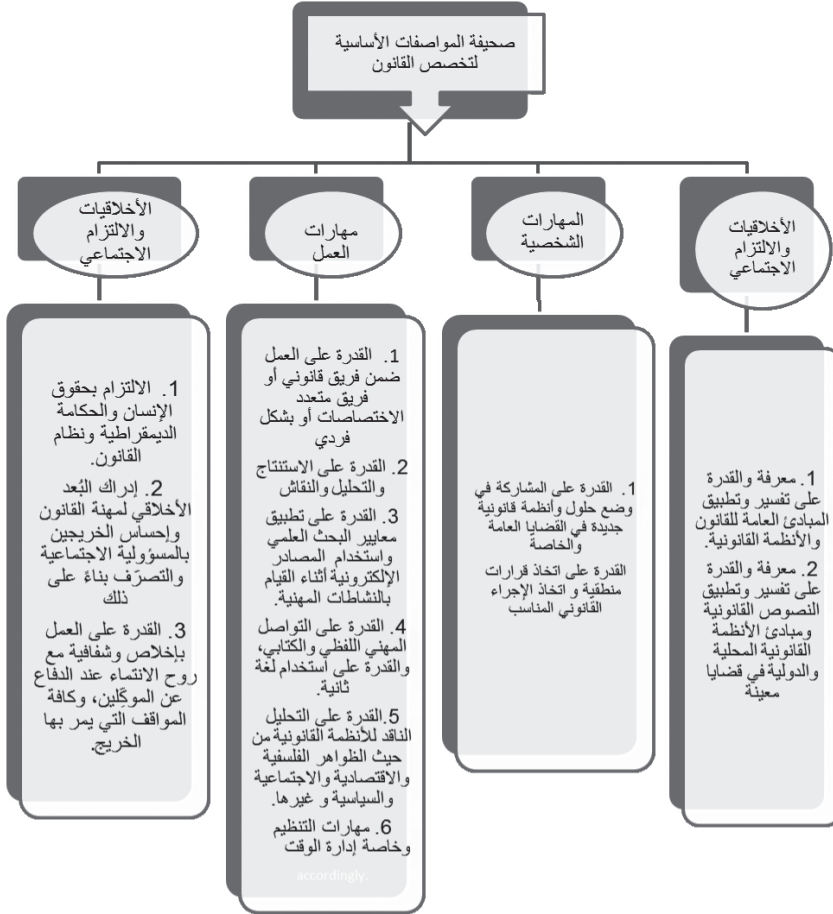 صحيفة المواصفات الأساسية
لتخصص القانون
الأخلاقيات
والالتزام
الاجتماعي
1. معرفة والقدرة
على تفسير وتطبيق
المبادئ العامة للقانون
والأنظمة القانونية.
2. معرفة والقدرة
على تفسير وتطبيق
النصوص القانونية
ومبادئ الأنظمة
القانونية المحلية
والدولية في قضايا
معينة
المهارات
الشخصية
1. القدرة على المشاركة في
وضع حلول وأنظمة قانونية
جديدة في القضايا العامة
والخاصة
القدرة على اتخاذ قرارات
منطقية و اتخاذ الإجراء
القانوني المناسب
مهارات
العمل
1. القدرة على العمل
ضمن فريق قانوني أو
فريق متعدد
الاختصاصات أو بشكل
فردي
2. القدرة على الاستنتاج
والتحليل والنقاش
3. القدرة على تطبيق
معايير البحث العلمي
واستخدام المصادر
الإلكترونية أثناء القيام
بالنشاطات المهنية.
4. القدرة على التواصل
المهني اللفظي والكتابي،
والقدرة على استخدام لغة
ثانية.
5.القدرة على التحليل
الناقد للأنظمة القانونية من
حيث الظواهر الفلسفية
والاقتصادية والاجتماعية
والسياسية و غيرها.
6. مهارات التنظيم
وخاصة إدارة الوقت
accordingly.
الأخلاقيات
والالتزام
الاجتماعي
1. الالتزام بحقوق
الإنسان والحكامة
الديمقراطية ونظام
القانون.
2. إدراك البُعد
الأخلاقي لمهنة القانون
وإحساس الخريجين
بالمسؤولية الاجتماعية
والتصرّف بناءً على
ذلك
3. القدرة على العمل
بإخلاص وشفافية مع
روح الانتماء عند الدفاع
عن الموكّلين، وكافة
المواقف التي يمر بها
الخريج.